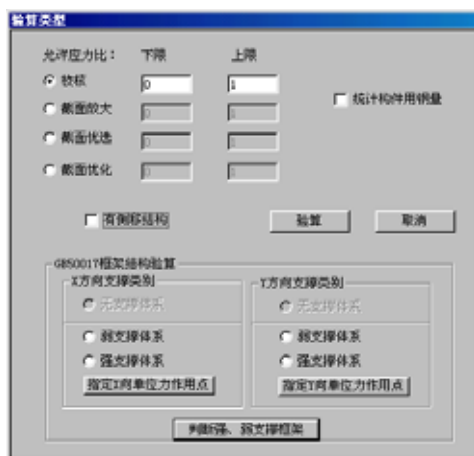 验算类型
允许应力比: 下限 上限
校核 0 1
统计构件用钢量
截面放大 0 1
截面优选 0 1
截面优化 0 1
有侧移结构 验算 取消
GB50017框架结构验算
X方向支撑类别 Y方向支撑类别
无支撑体系 无支撑体系
弱支撑体系 弱支撑体系
强支撑体系 强支撑体系
指定X向单位力作用点 指定Y向单位力作用点
判断强、弱支撑框架